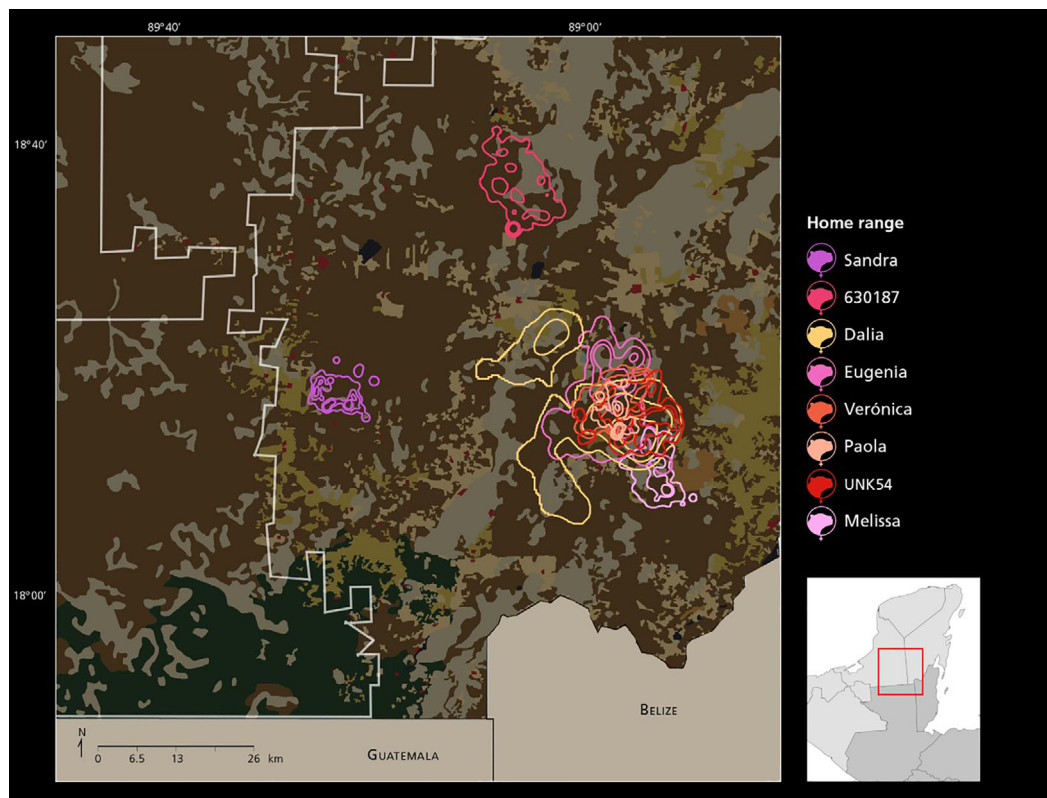 89°40′ 89°00′
18°40′
18°00′
Home range
Sandra
630187
Dalia
Eugenia
Verónica
Paola
UNK54
Melissa
BELIZE
GUATEMALA
N
0 6.5 13 26 km